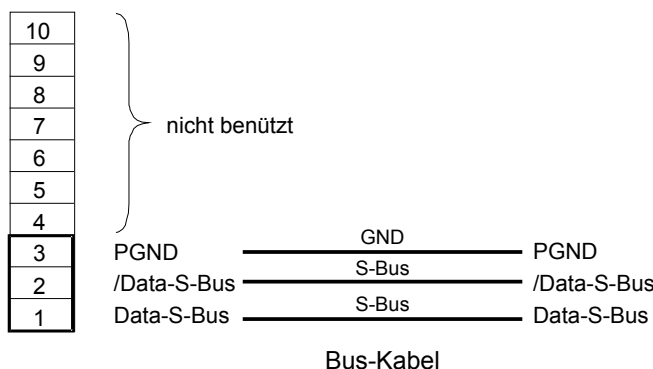 10
9
8
7 nicht benützt
6
5
4
GND
3 PGND PGND
S-Bus
2 /Data-S-Bus /Data-S-Bus
S-Bus
1 Data-S-Bus Data-S-Bus
Bus-Kabel